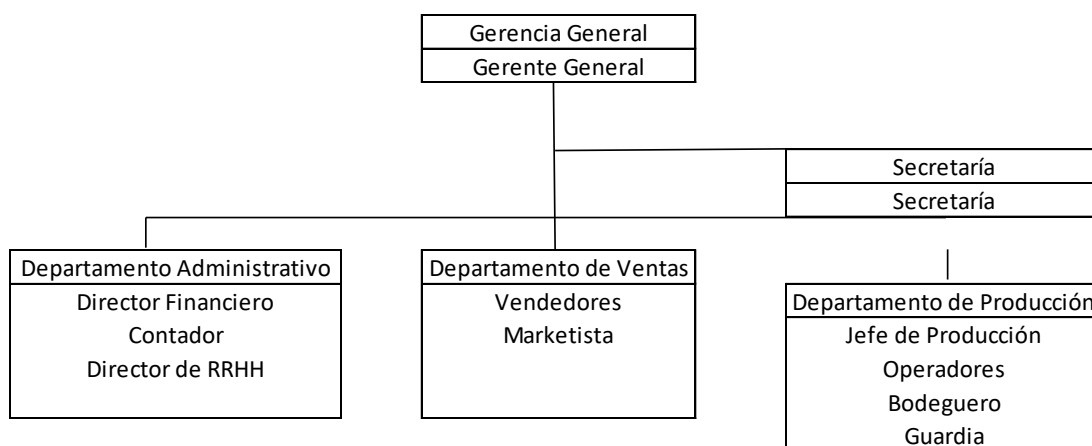 Gerencia General
Gerente General
Secretaría
Secretaría
Departamento Administrativo
Director Financiero
Contador
Director de RRHH
Departamento de Ventas
Vendedores
Marketista
Departamento de Producción
Jefe de Producción
Operadores
Bodeguero
Guardia